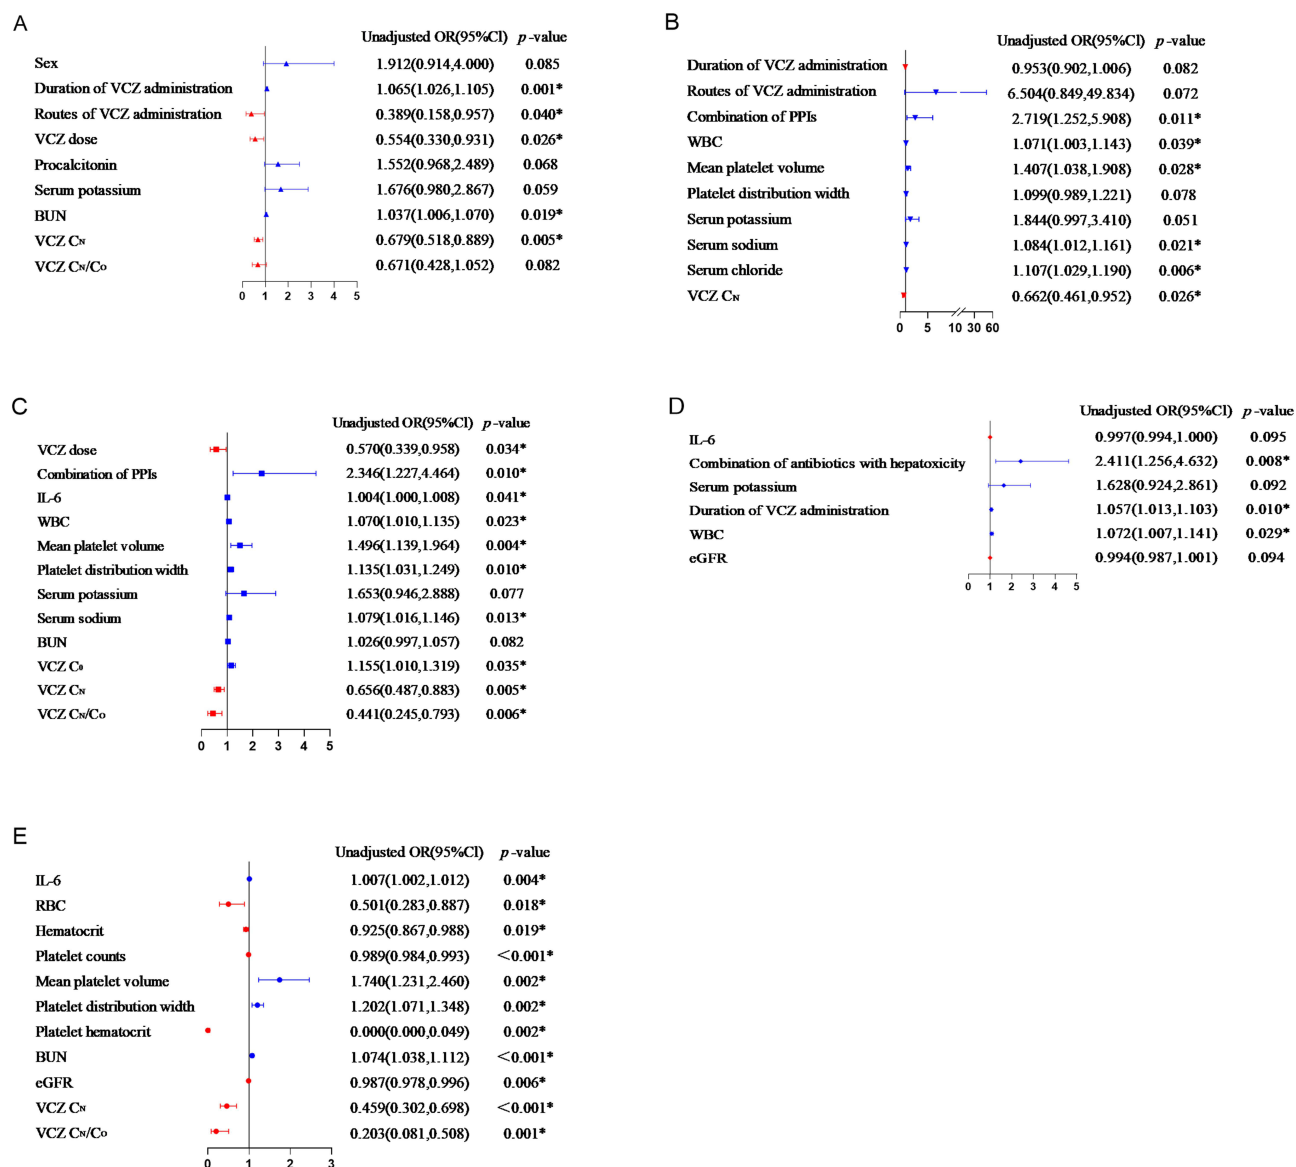 A
Unadjusted OR(95%Cl) p-value
Sex 1.912(0.914,4.000) 0.085
Duration of VCZ administration 1.065(1.026,1.105) 0.001*
Routes of VCZ administration 0.389(0.158,0.957) 0.040*
VCZ dose 0.554(0.330,0.931) 0.026*
Procalcitonin 1.552(0.968,2.489) 0.068
Serum potassium 1.676(0.980,2.867) 0.059
BUN 1.037(1.006,1.070) 0.019*
VCZ CN 0.679(0.518,0.889) 0.005*
VCZ CN/CO 0.671(0.428,1.052) 0.082
0 1 2 3 4 5
B
Unadjusted OR(95%Cl) p-value
Duration of VCZ administration 0.953(0.902,1.006) 0.082
Routes of VCZ administration 6.504(0.849,49.834) 0.072
Combination of PPIs 2.719(1.252,5.908) 0.011*
WBC 1.071(1.003,1.143) 0.039*
Mean platelet volume 1.407(1.038,1.908) 0.028*
Platelet distribution width 1.099(0.989,1.221) 0.078
Serun potassium 1.844(0.997,3.410) 0.051
Serum sodium 1.084(1.012,1.161) 0.021*
Serum chloride 1.107(1.029,1.190) 0.006*
VCZ CN 0.662(0.461,0.952) 0.026*
0 5 10 30 60
C
Unadjusted OR(95%Cl) p-value
VCZ dose 0.570(0.339,0.958) 0.034*
Combination of PPIs 2.346(1.227,4.464) 0.010*
IL-6 1.004(1.000,1.008) 0.041*
WBC 1.070(1.010,1.135) 0.023*
Mean platelet volume 1.496(1.139,1.964) 0.004*
Platelet distribution width 1.135(1.031,1.249) 0.010*
Serum potassium 1.653(0.946,2.888) 0.077
Serum sodium 1.079(1.016,1.146) 0.013*
BUN 1.026(0.997,1.057) 0.082
VCZ C0 1.155(1.010,1.319) 0.035*
VCZ CN 0.656(0.487,0.883) 0.005*
VCZ CN/CO 0.441(0.245,0.793) 0.006*
0 1 2 3 4 5
D
Unadjusted OR(95%Cl) p-value
IL-6 0.997(0.994,1.000) 0.095
Combination of antibiotics with hepatoxicity 2.411(1.256,4.632) 0.008*
Serum potassium 1.628(0.924,2.861) 0.092
Duration of VCZ administration 1.057(1.013,1.103) 0.010*
WBC 1.072(1.007,1.141) 0.029*
eGFR 0.994(0.987,1.001) 0.094
0 1 2 3 4 5
E
Unadjusted OR(95%Cl) p-value
IL-6 1.007(1.002,1.012) 0.004*
RBC 0.501(0.283,0.887) 0.018*
Hematocrit 0.925(0.867,0.988) 0.019*
Platelet counts 0.989(0.984,0.993) <0.001*
Mean platelet volume 1.740(1.231,2.460) 0.002*
Platelet distribution width 1.202(1.071,1.348) 0.002*
Platelet hematocrit 0.000(0.000,0.049) 0.002*
BUN 1.074(1.038,1.112) <0.001*
eGFR 0.987(0.978,0.996) 0.006*
VCZ CN 0.459(0.302,0.698) <0.001*
VCZ CN/CO 0.203(0.081,0.508) 0.001*
0 1 2 3